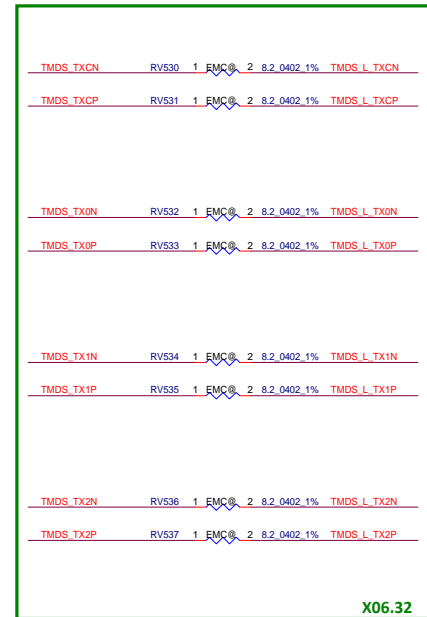 TMDS_TXCN RV530 1 EMC@ 2 8.2_0402_1% TMDS_L_TXCN
TMDS_TXCP RV531 1 EMC@ 2 8.2_0402_1% TMDS_L_TXCP
TMDS_TX0N RV532 1 EMC@ 2 8.2_0402_1% TMDS_L_TX0N
TMDS_TX0P RV533 1 EMC@ 2 8.2_0402_1% TMDS_L_TX0P
TMDS_TX1N RV534 1 EMC@ 2 8.2_0402_1% TMDS_L_TX1N
TMDS_TX1P RV535 1 EMC@ 2 8.2_0402_1% TMDS_L_TX1P
TMDS_TX2N RV536 1 EMC@ 2 8.2_0402_1% TMDS_L_TX2N
TMDS_TX2P RV537 1 EMC@ 2 8.2_0402_1% TMDS_L_TX2P
X06.32